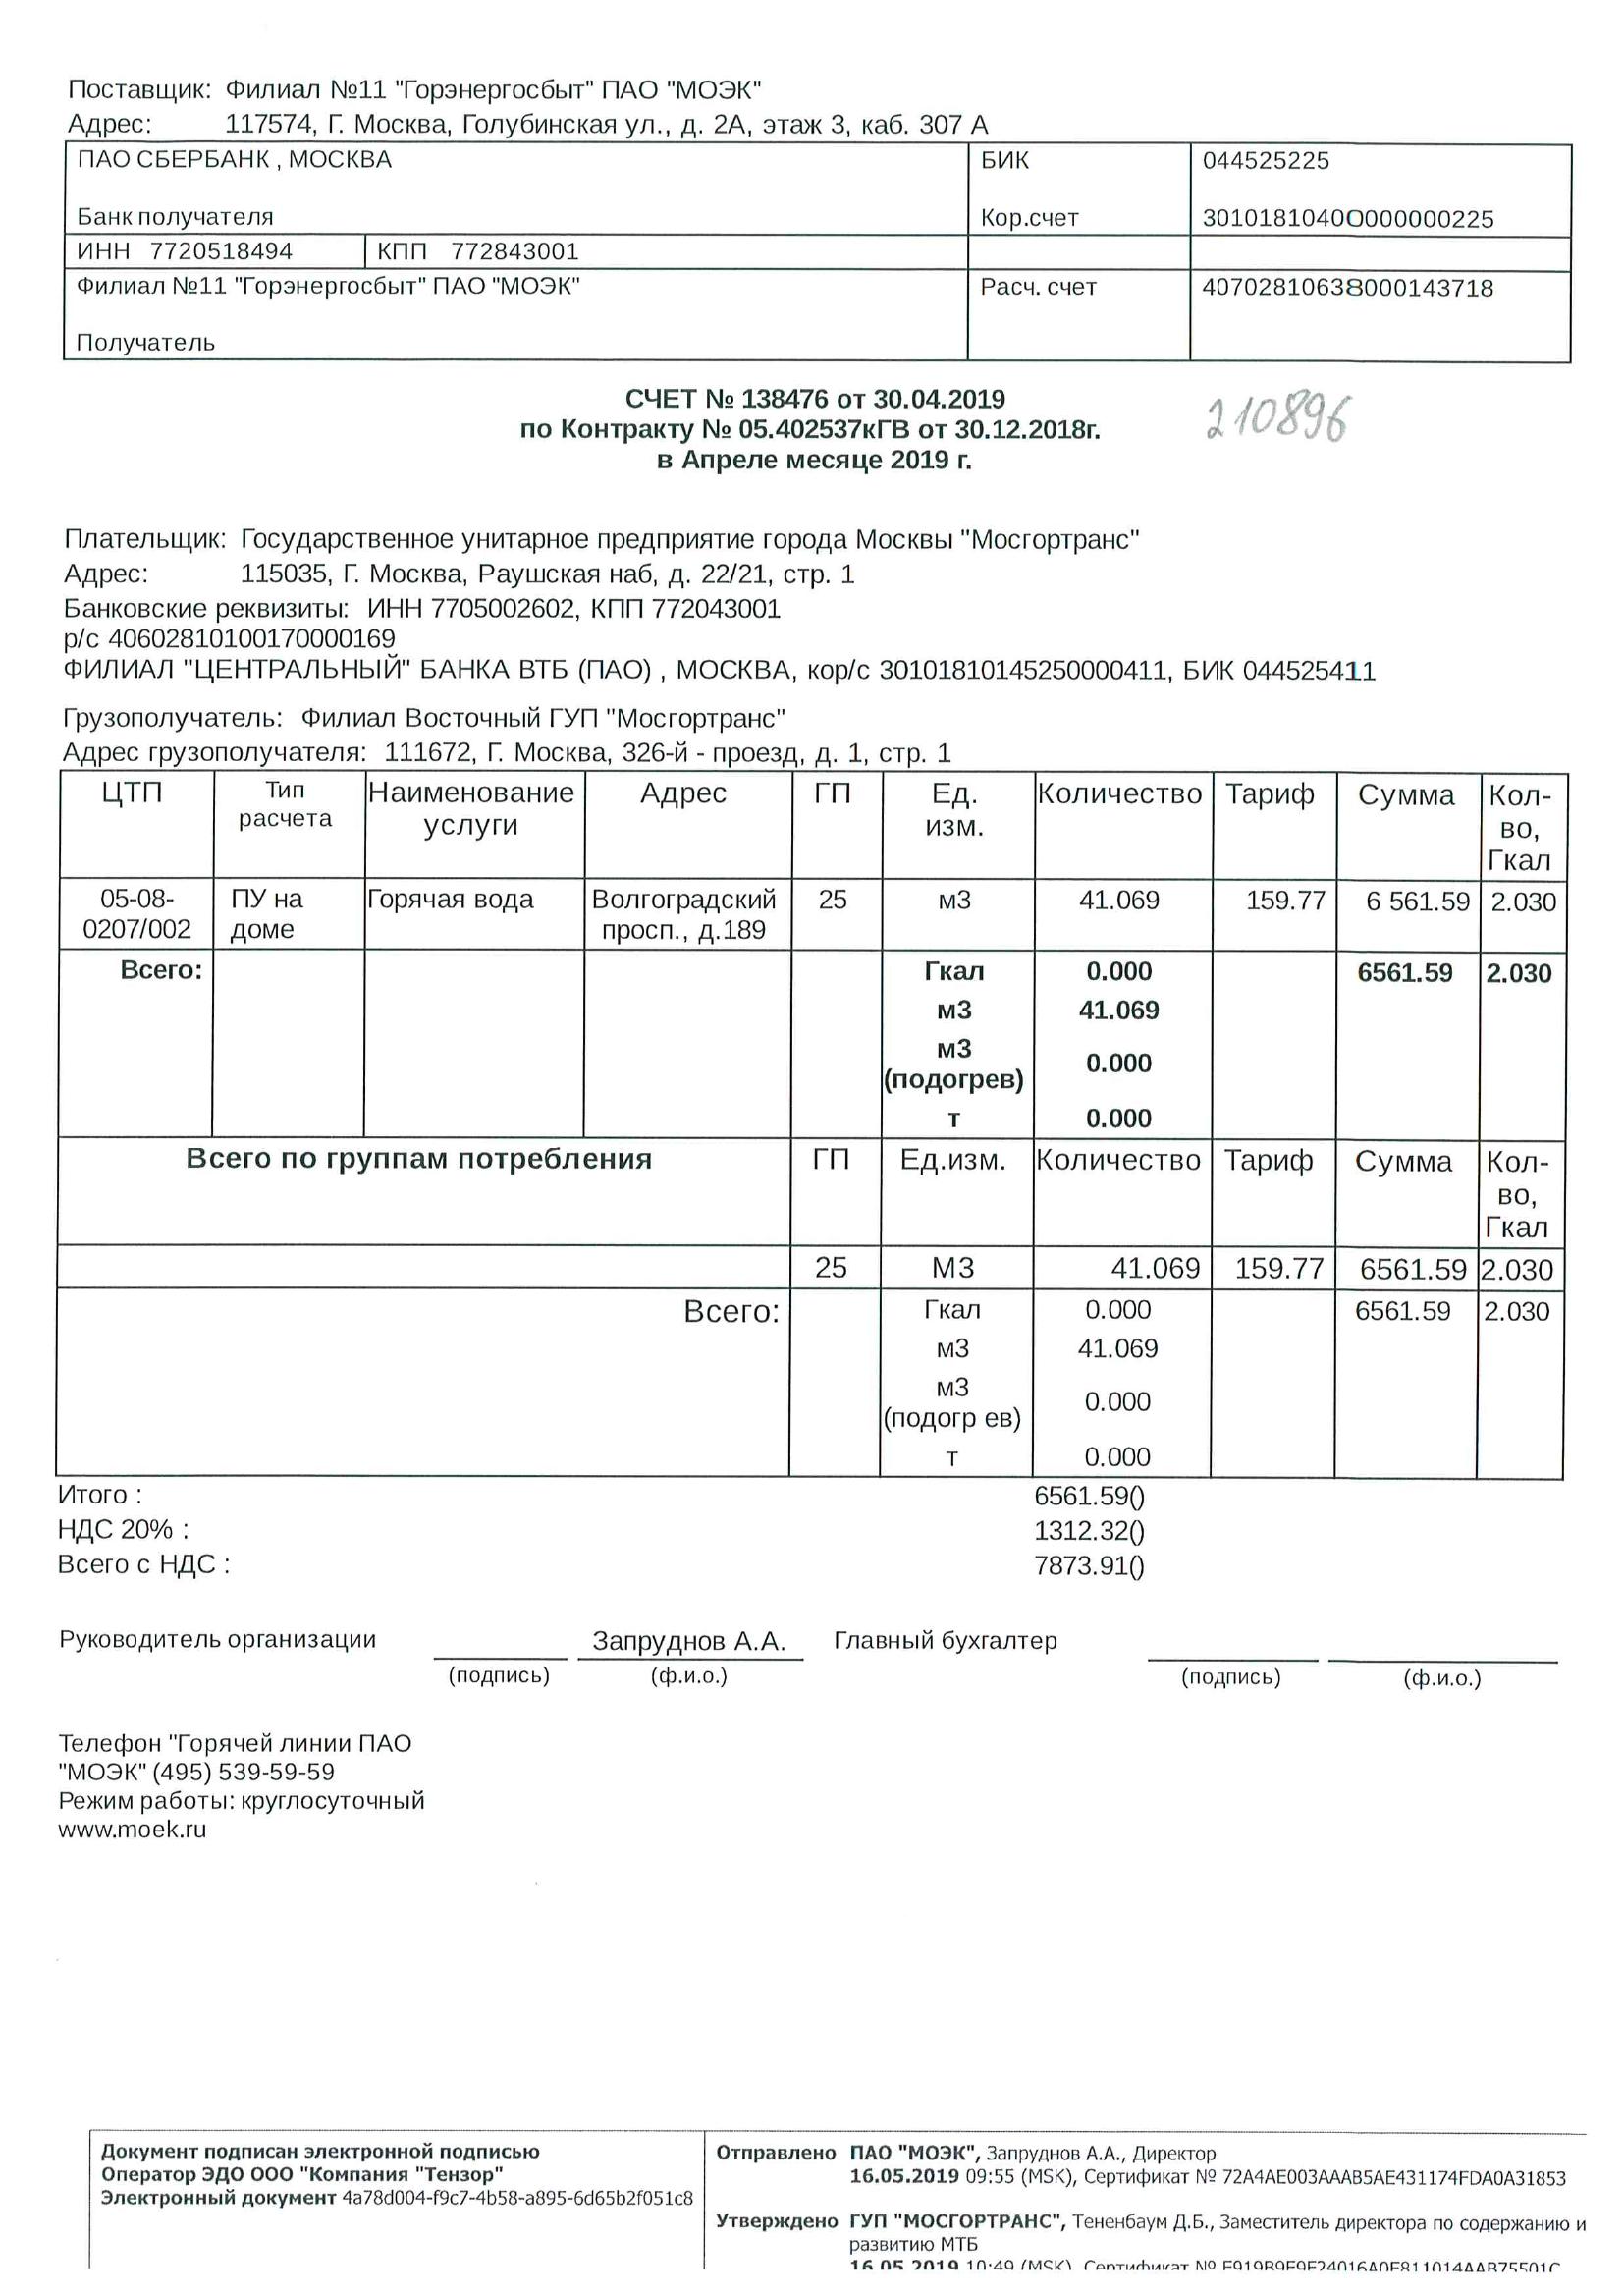 Поставщик: Филиал №11 "Горэнергосбыт" ПАО "МОЭК"
Адрес: 117574, Г. Москва, Голубинская ул., д. 2А, этаж 3, каб. 307 А
ПАО СБЕРБАНК , МОСКВА БИК 044525225
Банк получателя Кор.счет 30101810400000000225
ИНН 7720518494 КПП 772843001
Филиал №11 "Горэнергосбыт" ПАО "МОЭК" Расч. счет 40702810638000143718
Получатель
СЧЕТ № 138476 от 30.04.2019
210896
по Контракту № 05.402537кГВ от 30.12.2018г.
в Апреле месяце 2019 г.
Плательщик: Государственное унитарное предприятие города Москвы "Мосгортранс"
Адрес: 115035, Г. Москва, Раушская наб, д. 22/21, стр. 1
Банковские реквизиты: ИНН 7705002602, КПП 772043001
р/с 40602810100170000169
ФИЛИАЛ "ЦЕНТРАЛЬНЫЙ" БАНКА ВТБ (ПАО) , МОСКВА, кор/с 30101810145250000411, БИК 044525411
Грузополучатель: Филиал Восточный ГУП "Мосгортранс"
Адрес грузополучателя: 111672, Г. Москва, 326-й - проезд, д. 1, стр. 1
ЦТП Тип Наименование Адрес ГП Ед. Количество Тариф Сумма Кол-
расчета услуги изм. во,
Гкал
05-08- ПУ на Горячая вода Волгоградский 25 м3 41.069 159.77 6 561.59 2.030
0207/002 доме просп., д.189
Всего: Гкал 0.000 6561.59 2.030
м3 41.069
м3
(подогрев) 0.000
т 0.000
Всего по группам потребления ГП Ед.изм. Количество Тариф Сумма Кол-
во,
Гкал
25 М3 41.069 159.77 6561.59 2.030
Всего: Гкал 0.000 6561.59 2.030
м3 41.069
м3
(подогр ев) 0.000
т 0.000
Итого : 6561.59()
НДС 20% : 1312.32()
Всего с НДС : 7873.91()
Руководитель организации Запруднов А.А. Главный бухгалтер
(подпись) (ф.и.о.) (подпись) (ф.и.о.)
Телефон "Горячей линии ПАО
"МОЭК" (495) 539-59-59
Режим работы: круглосуточный
www.moek.ru
Документ подписан электронной подписью
Оператор ЭДО ООО "Компания "Тензор"
Электронный документ 4a78d004-f9c7-4b58-a895-6d65b2f051c8
Отправлено ПАО "МОЭК", Запруднов А.А., Директор
16.05.2019 09:55 (MSK), Сертификат № 72A4AE003AAAB5AE431174FDA0A31853
Утверждено ГУП "МОСГОРТРАНС", Тененбаум Д.Б., Заместитель директора по содержанию и
развитию МТБ
16.05.2019 10:49 (MSK), Сертификат №